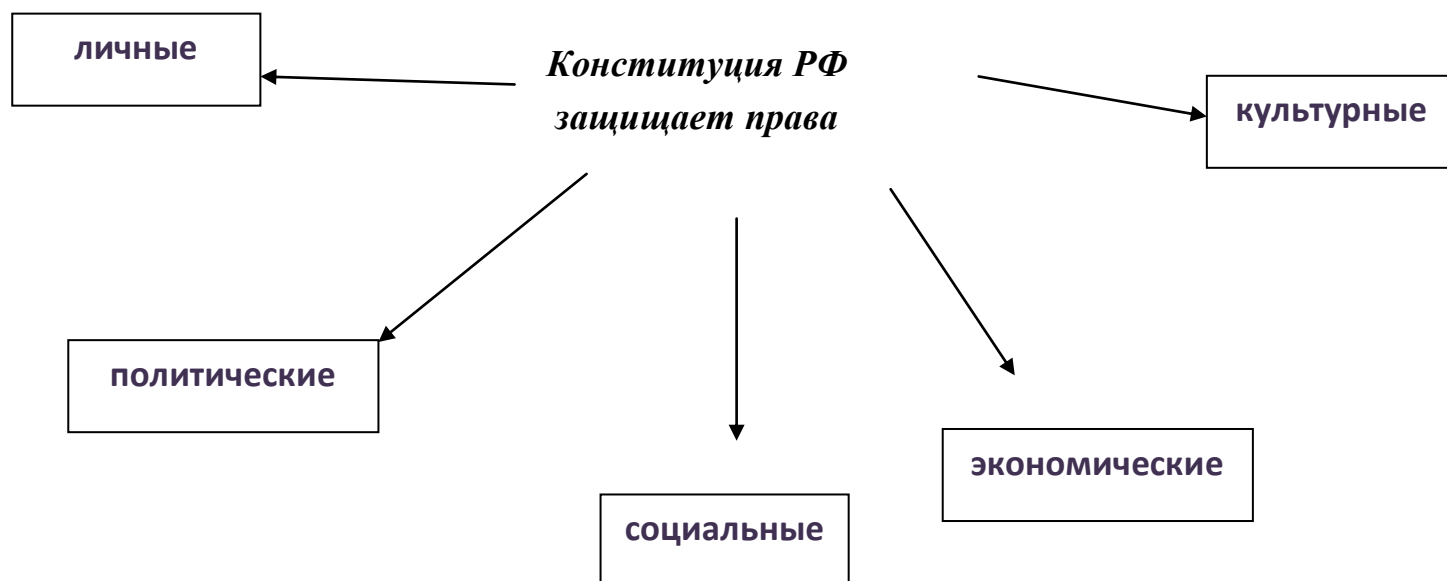 личные
Конституция РФ
защищает права
культурные
политические
экономические
социальные